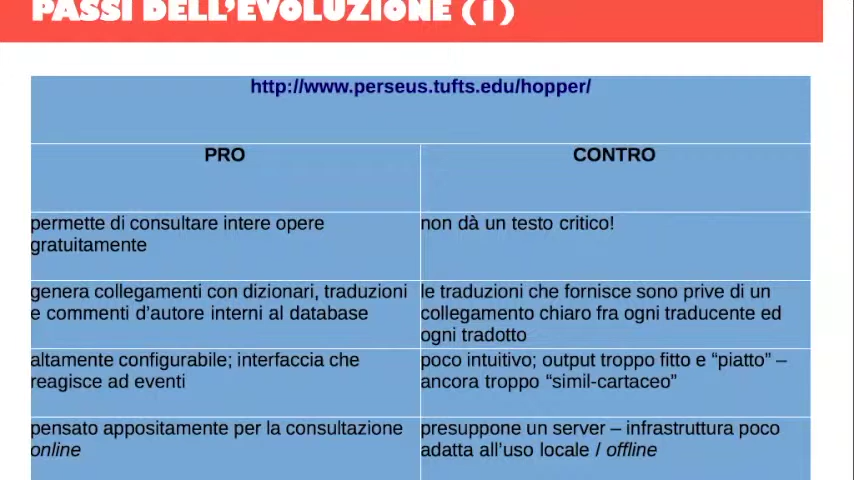 PASSI DELL'EVOLUZIONE (1)
http://www.perseus.tufts.edu/hopper/
PRO
CONTRO
permette di consultare intere opere
gratuitamente
non dà un testo critico!
genera collegamenti con dizionari, traduzioni
e commenti d'autore interni al database
le traduzioni che fornisce sono prive di un
collegamento chiaro fra ogni traducente ed
ogni tradotto
altamente configurabile; interfaccia che
reagisce ad eventi
poco intuitivo; output troppo fitto e “piatto” –
ancora troppo “simil-cartaceo”
pensato appositamente per la consultazione
online
presuppone un server – infrastruttura poco
adatta all'uso locale / offline